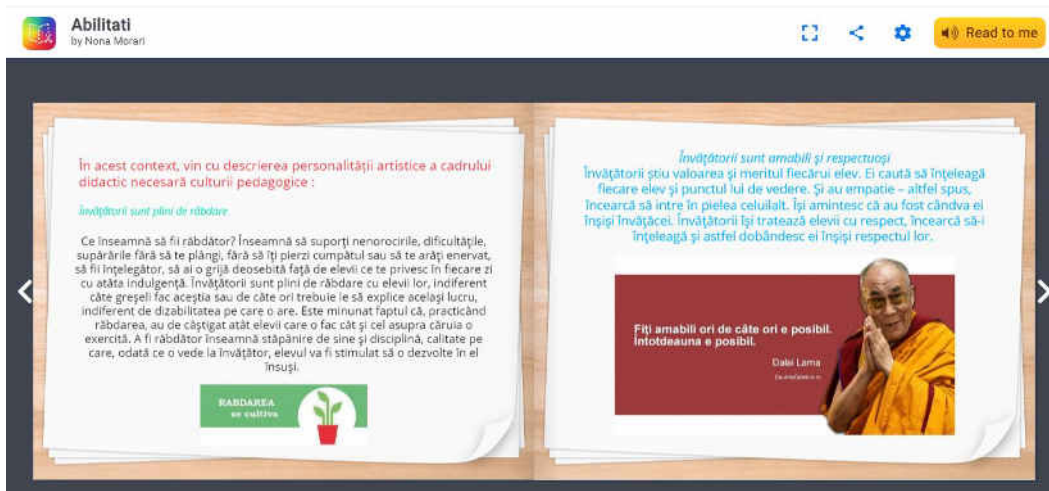 Abilitati
by Nona Morari
Read to me
În acest context, vin cu descrierea personalității artistice a cadrului
didactic necesară culturii pedagogice :
Învățătorii sunt plini de răbdare.
Ce înseamnă să fii răbdător? Înseamnă să suporți nenorocirile, dificultățile,
supărările fără să te plângi, fără să îți pierzi cumpătul sau să te arăți enervat,
să fii înțelegător, să ai o grijă deosebită față de elevii ce te privesc în fiecare zi
cu atâta indulgență. Învățătorii sunt plini de răbdare cu elevii lor, indiferent
câte greșeli fac aceștia sau de câte ori trebuie le să explice același lucru,
indiferent de dizabilitatea pe care o are. Este minunat faptul că, practicând
răbdarea, au de câștigat atât elevii care o fac cât și cel asupra căruia o
exercită. A fi răbdător înseamnă stăpânire de sine și disciplină, calitate pe
care, odată ce o vede la învățător, elevul va fi stimulat să o dezvolte în el
însuși.
RABDAREA
se cultiva
Învățătorii sunt amabili și respectuoși
Învățătorii știu valoarea și meritul fiecărui elev. Ei caută să înțeleagă
fiecare elev și punctul lui de vedere. Și au empatie – altfel spus,
încearcă să intre în pielea celuilalt. Își amintesc că au fost cândva ei
înșiși învățăcei. Învățătorii își tratează elevii cu respect, încearcă să-i
înțeleagă și astfel dobândesc ei înșiși respectul lor.
Fiți amabili ori de câte ori e posibil.
Întotdeauna e posibil.
Dalai Lama